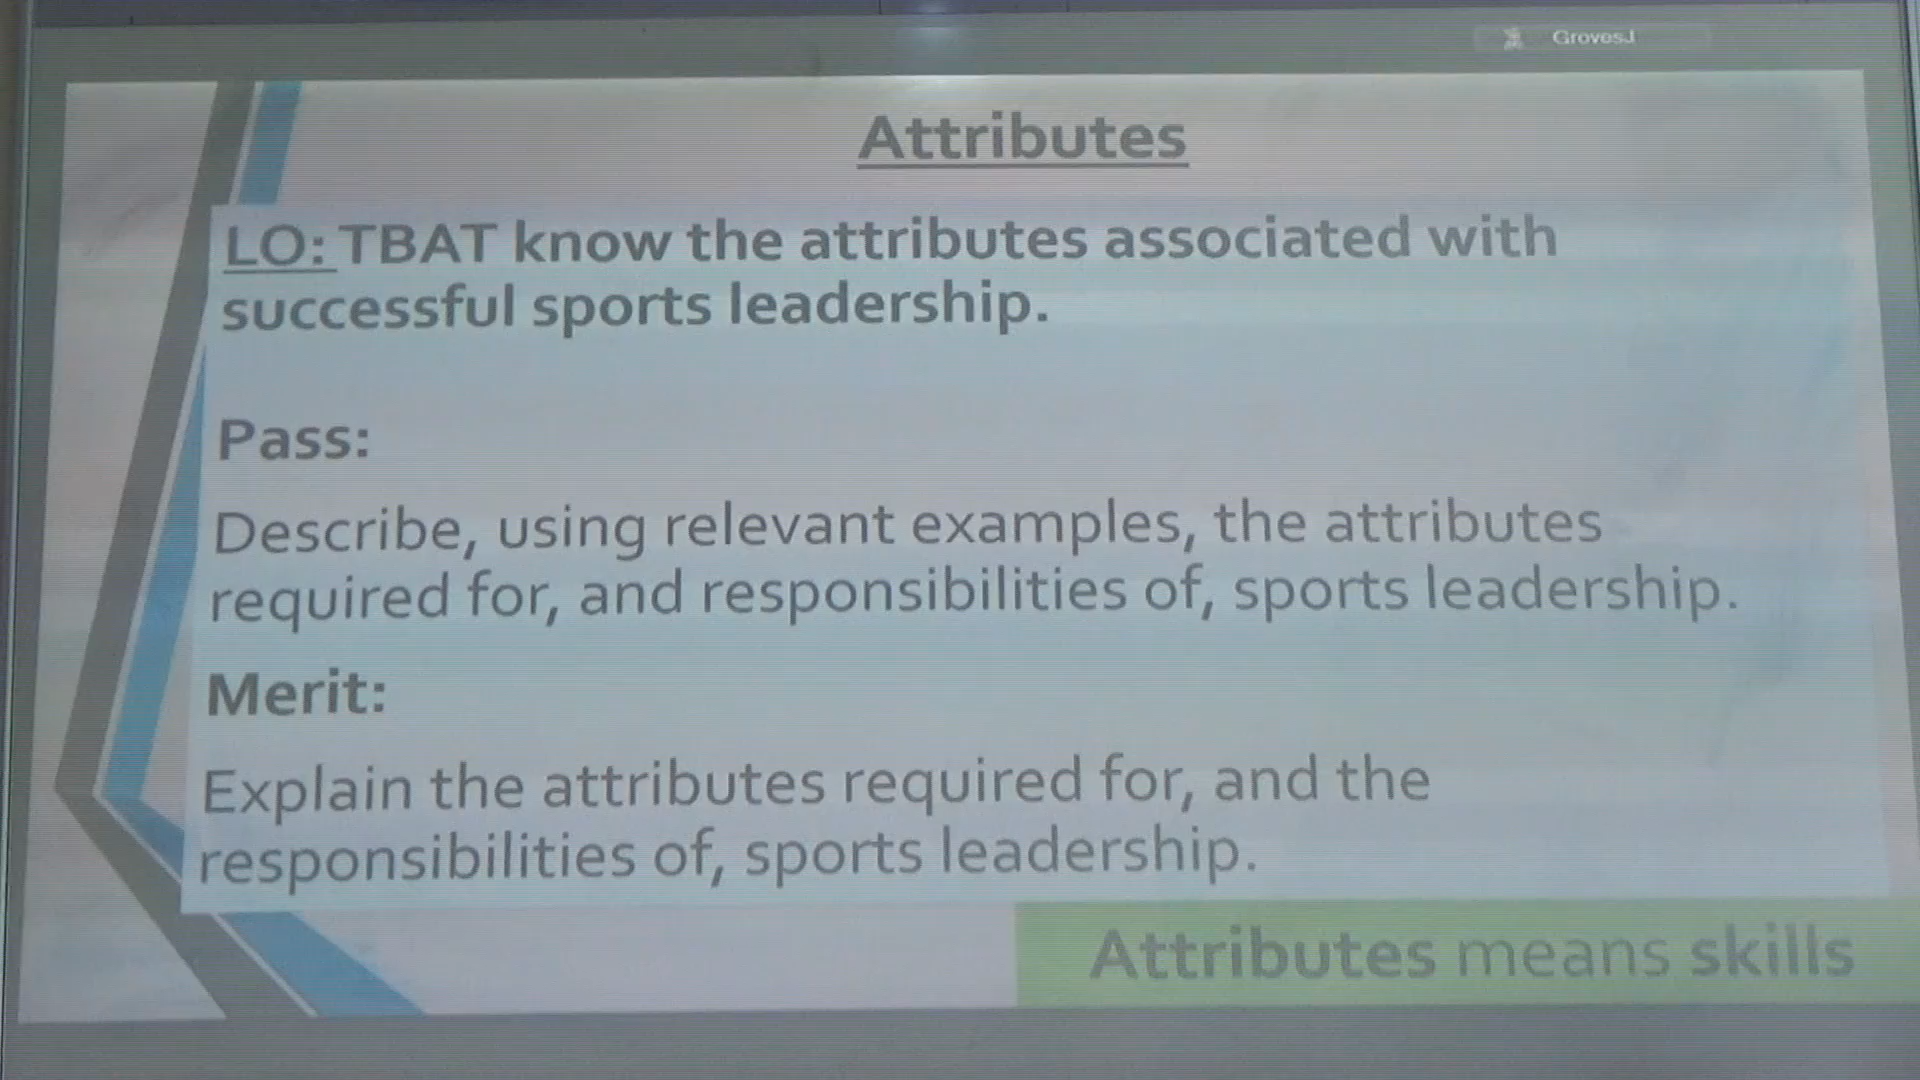 GrovesJ
Attributes
LO: TBAT know the attributes associated with
successful sports leadership.
Pass:
Describe, using relevant examples, the attributes
required for, and responsibilities of, sports leadership.
Merit:
Explain the attributes required for, and the
responsibilities of, sports leadership.
Attributes means skills